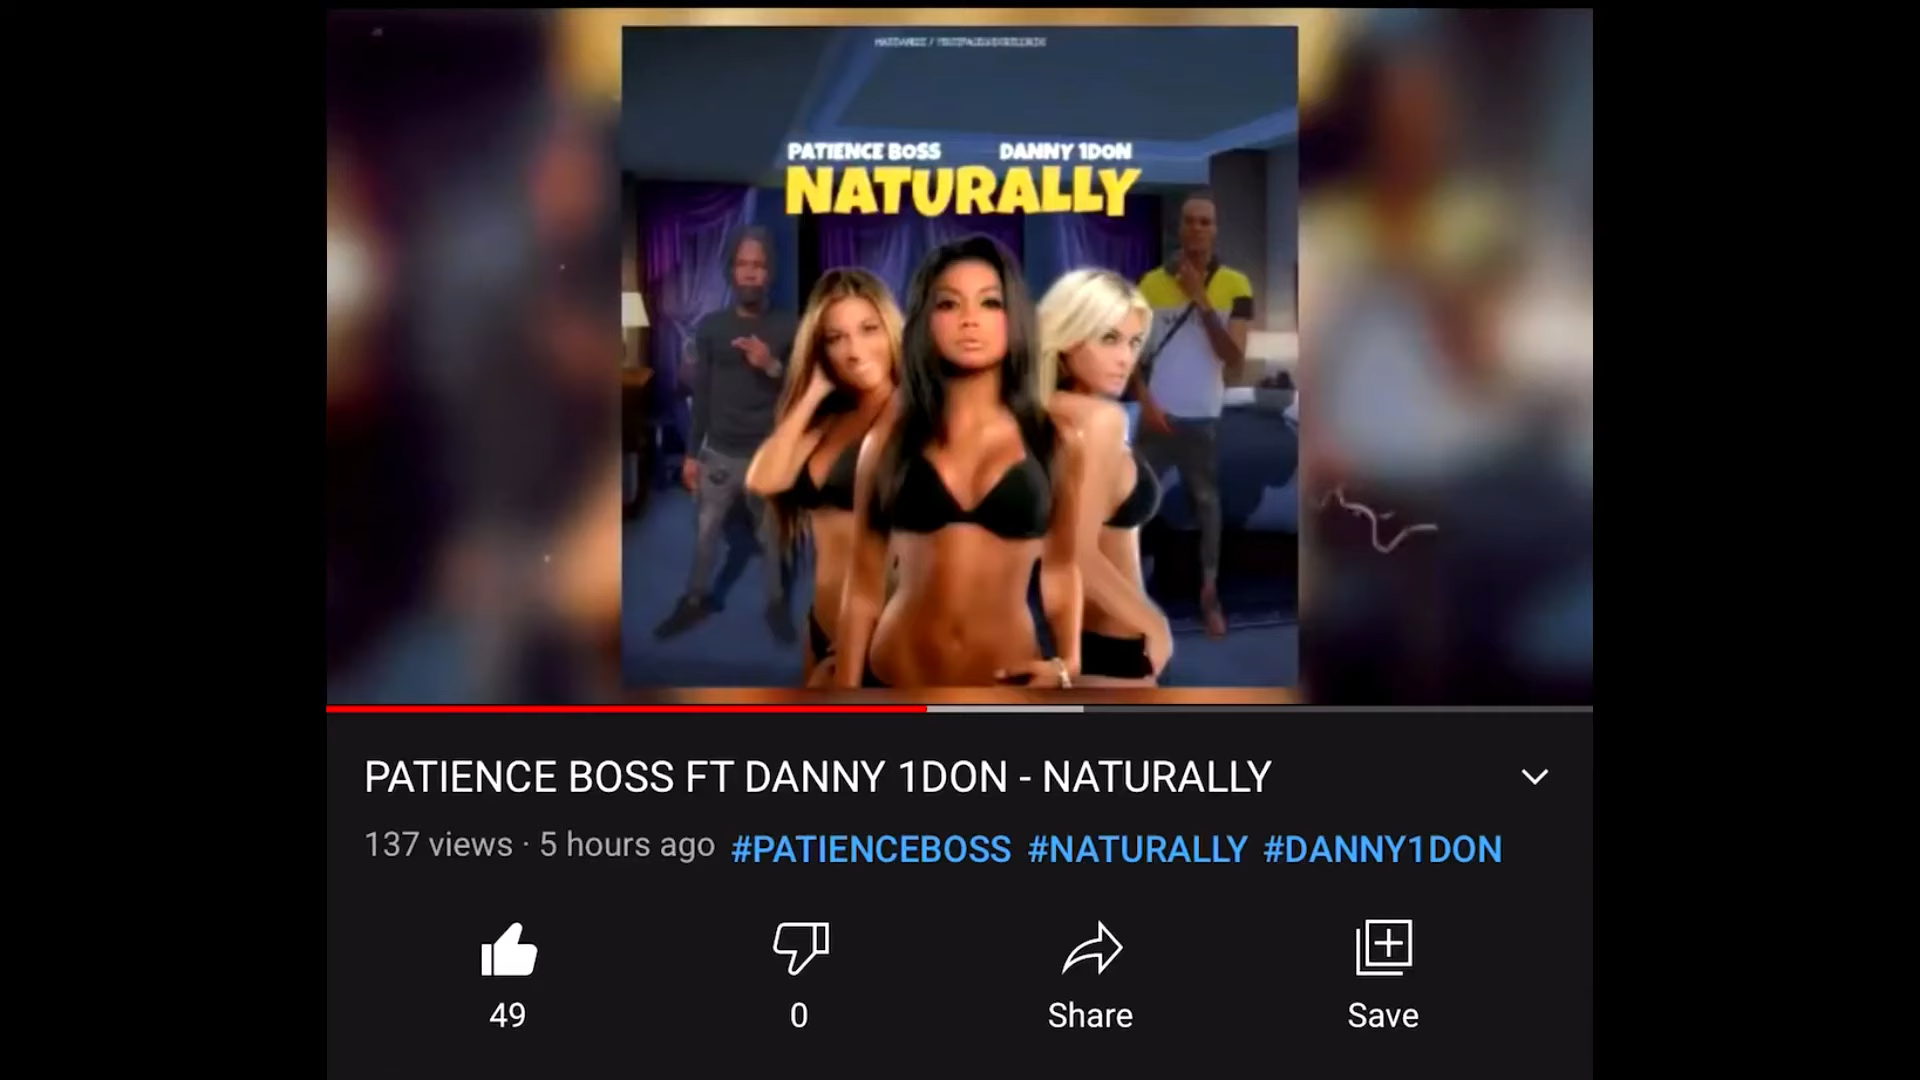 PATIENCE BOSS DANNY 1DON
NATURALLY
PATIENCE BOSS FT DANNY 1DON - NATURALLY
137 views · 5 hours ago #PATIENCEBOSS #NATURALLY #DANNY1DON
49 0 Share Save